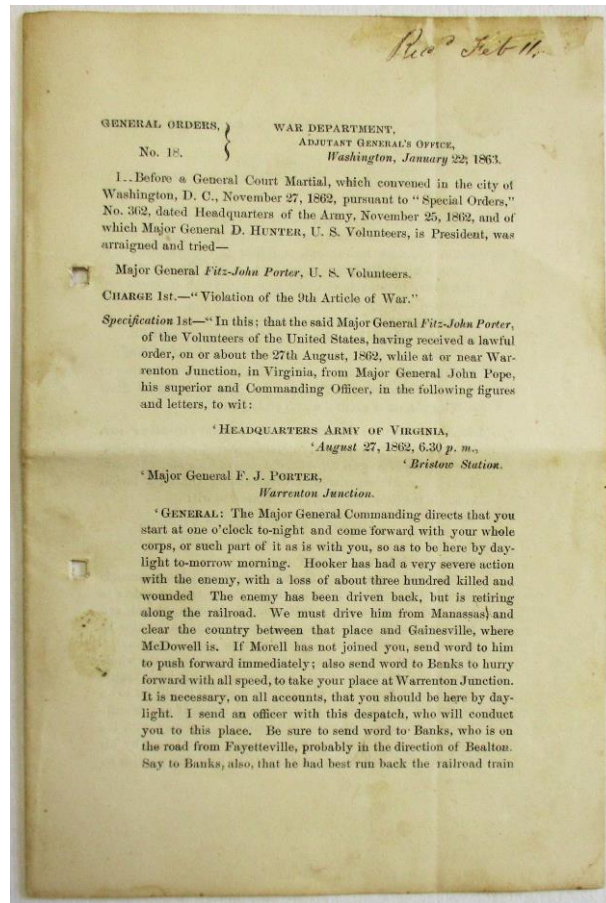 Rec'd Feb 11.
GENERAL ORDERS,
No. 18.
WAR DEPARTMENT,
ADJUTANT GENERAL'S OFFICE,
Washington, January 22, 1863.
I..Before a General Court Martial, which convened in the city of
Washington, D. C., November 27, 1862, pursuant to "Special Orders,"
No. 362, dated Headquarters of the Army, November 25, 1862, and of
which Major General D. HUNTER, U. S. Volunteers, is President, was
arraigned and tried—
Major General Fitz-John Porter, U. S. Volunteers.
CHARGE 1st.—"Violation of the 9th Article of War."
Specification 1st—"In this; that the said Major General Fitz-John Porter,
of the Volunteers of the United States, having received a lawful
order, on or about the 27th August, 1862, while at or near War-
renton Junction, in Virginia, from Major General John Pope,
his superior and Commanding Officer, in the following figures
and letters, to wit:
'HEADQUARTERS ARMY OF VIRGINIA,
'August 27, 1862, 6.30 p. m.,
'Bristow Station.
'Major General F. J. PORTER,
Warrenton Junction.
'GENERAL: The Major General Commanding directs that you
start at one o'clock to-night and come forward with your whole
corps, or such part of it as is with you, so as to be here by day-
light to-morrow morning. Hooker has had a very severe action
with the enemy, with a loss of about three hundred killed and
wounded The enemy has been driven back, but is retiring
along the railroad. We must drive him from Manassas) and
clear the country between that place and Gainesville, where
McDowell is. If Morell has not joined you, send word to him
to push forward immediately; also send word to Banks to hurry
forward with all speed, to take your place at Warrenton Junction.
It is necessary, on all accounts, that you should be here by day-
light. I send an officer with this despatch, who will conduct
you to this place. Be sure to send word to Banks, who is on
the road from Fayetteville, probably in the direction of Bealton.
Say to Banks, also, that he had best run back the railroad train